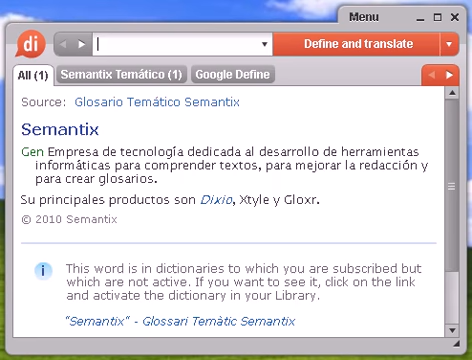 Menu
di
Define and translate
All (1)
Semantix Temático (1)
Google Define
Source: Glosario Temático Semantix
Semantix
Gen Empresa de tecnología dedicada al desarrollo de herramientas
informáticas para comprender textos, para mejorar la redacción y
para crear glosarios.
Su principales productos son Dixio, Xtyle y Gloxr.
© 2010 Semantix
i
This word is in dictionaries to which you are subscribed but
which are not active. If you want to see it, click on the link
and activate the dictionary in your Library.
"Semantix" - Glossari Temàtic Semantix